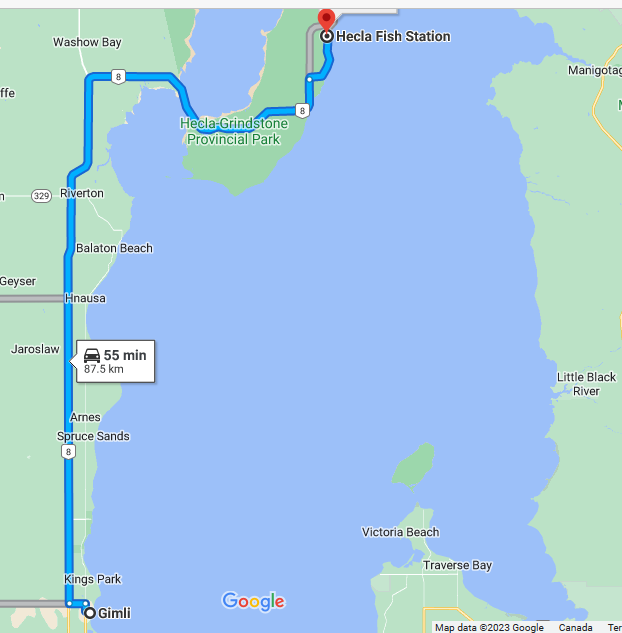 Hecla Fish Station
Washow Bay
8
Manigotag
ffe
8
Hecla-Grindstone
Provincial Park
329
Riverton
n
Balaton Beach
Geyser
Hnausa
Jaroslaw
55 min
87.5 km
Little Black
River
Arnes
Spruce Sands
8
Victoria Beach
Traverse Bay
Kings Park
Google
Gimli
Map data ©2023 Google Canada Ter